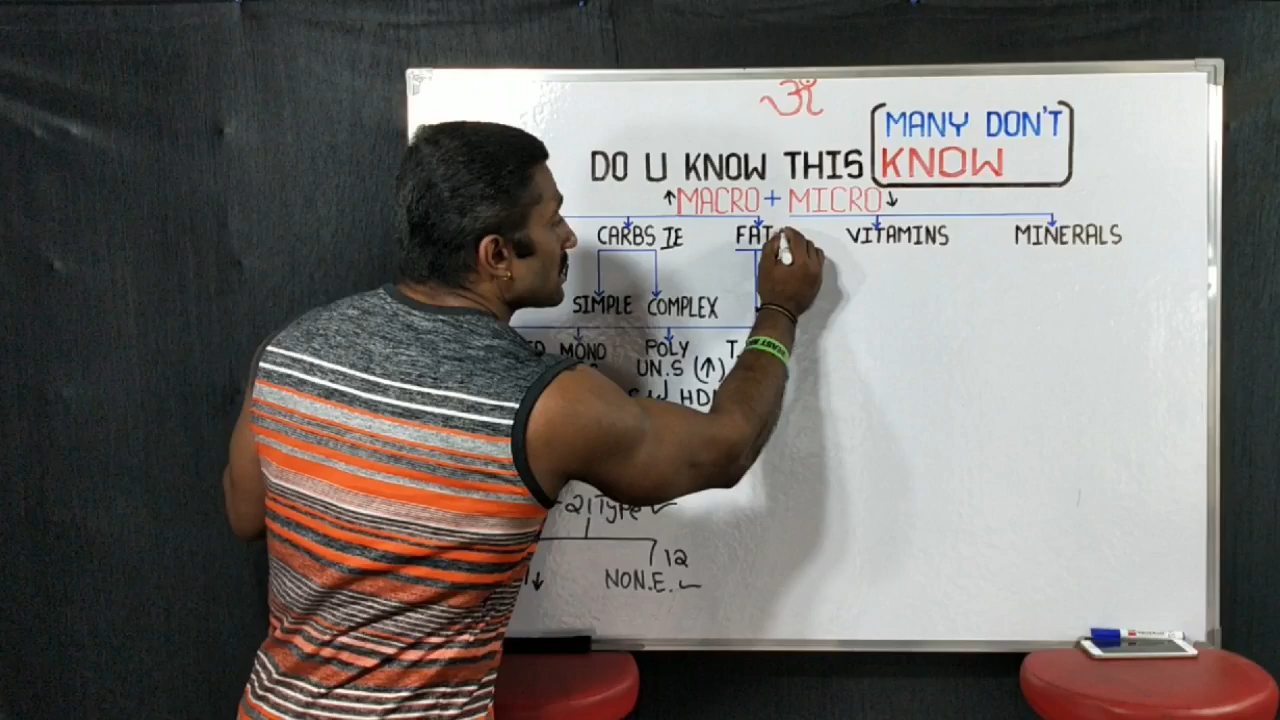 ॐ
MANY DON'T
DO U KNOW THIS KNOW
↑MACRO + MICRO↓
CARBS IE FAT VITAMINS MINERALS
SIMPLE COMPLEX
MONO POLY
UN.S (↑)
21 Type ✓
12
NON.E. ✓